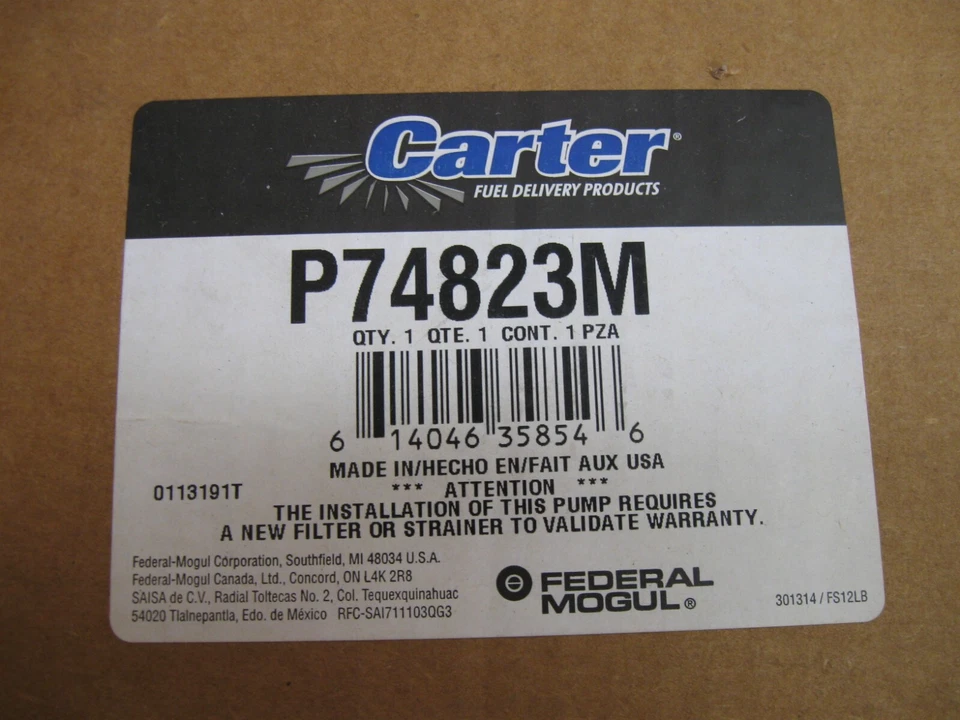 Carter®
FUEL DELIVERY PRODUCTS
P74823M
QTY. 1 QTE. 1 CONT. 1 PZA
6 14046 35854 6
MADE IN/HECHO EN/FAIT AUX USA
0113191T
*** ATTENTION ***
THE INSTALLATION OF THIS PUMP REQUIRES
A NEW FILTER OR STRAINER TO VALIDATE WARRANTY.
Federal-Mogul Corporation, Southfield, MI 48034 U.S.A.
Federal-Mogul Canada, Ltd., Concord, ON L4K 2R8
SAISA de C.V., Radial Toltecas No. 2, Col. Tequexquinahuac
54020 Tlalnepantla, Edo. de México RFC-SAI711103QG3
FEDERAL
MOGUL®
301314 / FS12LB